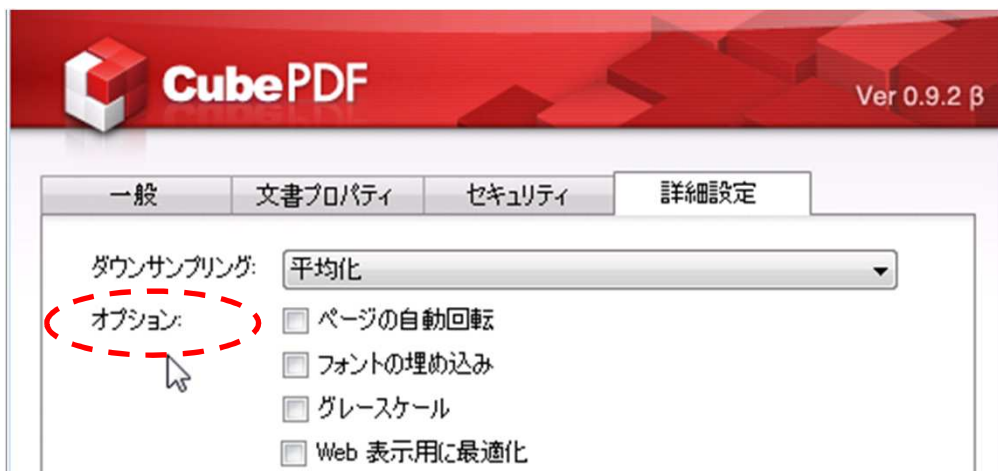 CubePDF
Ver 0.9.2 β
一般 文書プロパティ セキュリティ 詳細設定
ダウンサンプリング: 平均化
オプション: ページの自動回転
フォントの埋め込み
グレースケール
Web 表示用に最適化